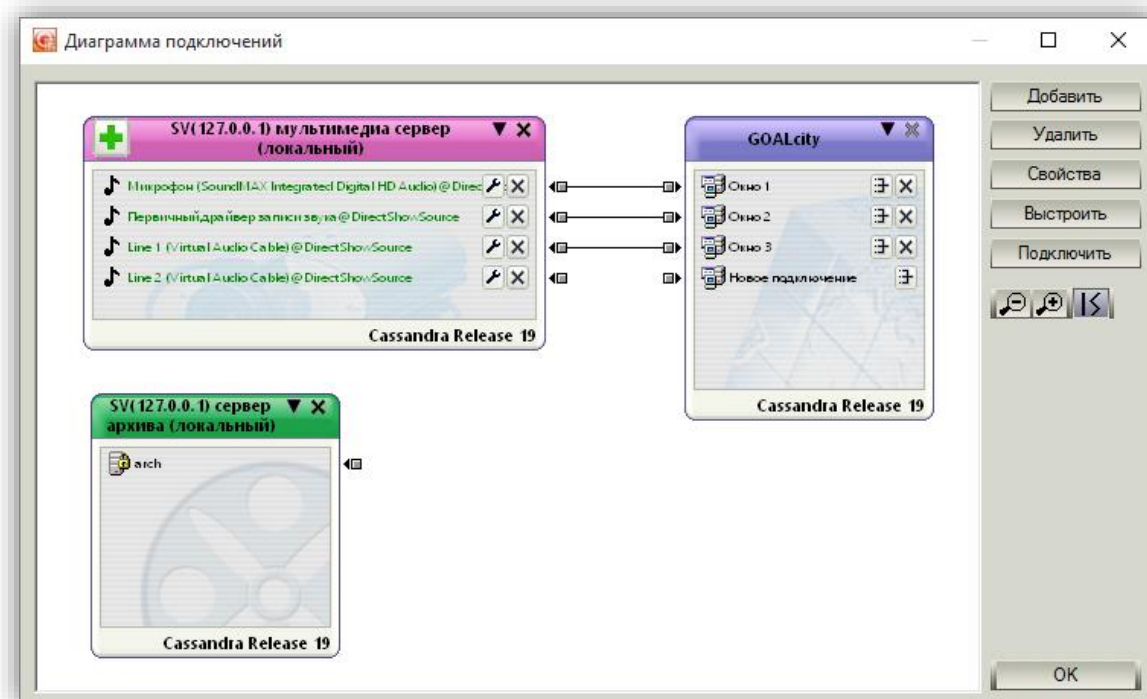 Диаграмма подключений
SV(127.0.0.1) мультимедиа сервер
(локальный)
Микрофон (SoundMAX Integrated Digital HD Audio)@Direc
Первичный драйвер записи звука@DirectShowSource
Line 1 (Virtual Audio Cable)@DirectShowSource
Line 2 (Virtual Audio Cable)@DirectShowSource
Cassandra Release 19
GOALcity
Окно 1
Окно 2
Окно 3
Новое подключение
Cassandra Release 19
SV(127.0.0.1) сервер
архива (локальный)
arch
Cassandra Release 19
Добавить
Удалить
Свойства
Выстроить
Подключить
OK